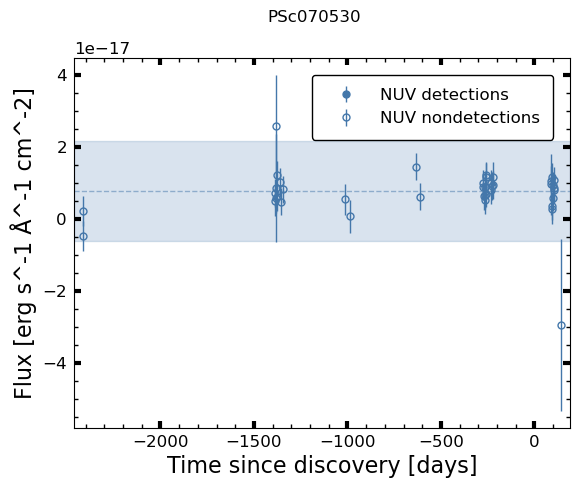 PSc070530
1e−17
NUV detections
NUV nondetections
4
2
0
−2
−4
Flux [erg s^-1 Å^-1 cm^-2]
−2000 −1500 −1000 −500 0
Time since discovery [days]